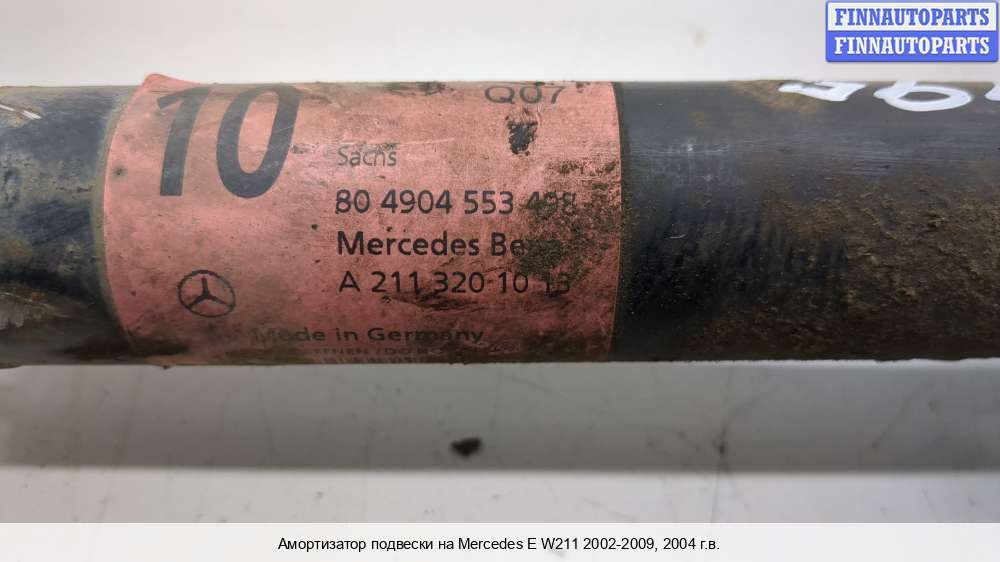 FINNAUTOPARTS
FINNAUTOPARTS
10
Q07
Sachs
80 4904 553 498
Mercedes Benz
A 211 320 10 13
Made in Germany
Амортизатор подвески на Mercedes E W211 2002-2009, 2004 г.в.